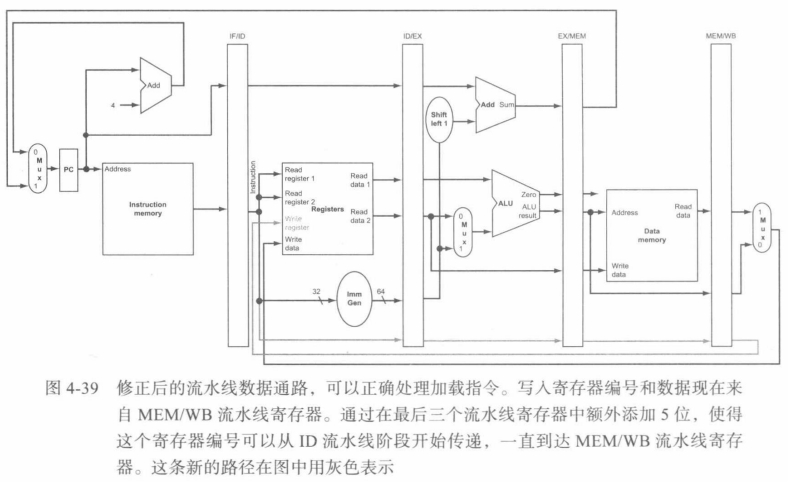 IF/ID
ID/EX
EX/MEM
MEM/WB
Add
4
Add Sum
Shift
left 1
0
M
u
x
1
PC
Address
Instruction
memory
Instruction
Read
register 1
Read
register 2
Write
register
Write
data
Registers
Read
data 1
Read
data 2
0
M
u
x
1
Zero
ALU
ALU
result
Address
Read
data
Data
memory
Write
data
1
M
u
x
0
32
Imm
Gen
64
图 4-39 修正后的流水线数据通路，可以正确处理加载指令。写入寄存器编号和数据现在来
自 MEM/WB 流水线寄存器。通过在最后三个流水线寄存器中额外添加 5 位，使得
这个寄存器编号可以从 ID 流水线阶段开始传递，一直到达 MEM/WB 流水线寄存
器。这条新的路径在图中用灰色表示